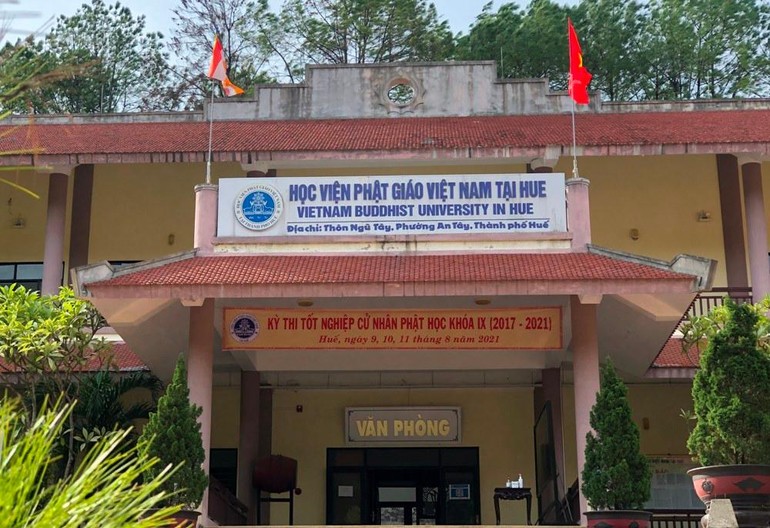 HỌC VIỆN PHẬT GIÁO VIỆT NAM TẠI HUẾ
VIETNAM BUDDHIST UNIVERSITY IN HUE
Địa chỉ: Thôn Ngũ Tây, Phường An Tây, Thành phố Huế
KỲ THI TỐT NGHIỆP CỬ NHÂN PHẬT HỌC KHÓA IX (2017 - 2021)
Huế, ngày 9, 10, 11 tháng 8 năm 2021
VĂN PHÒNG